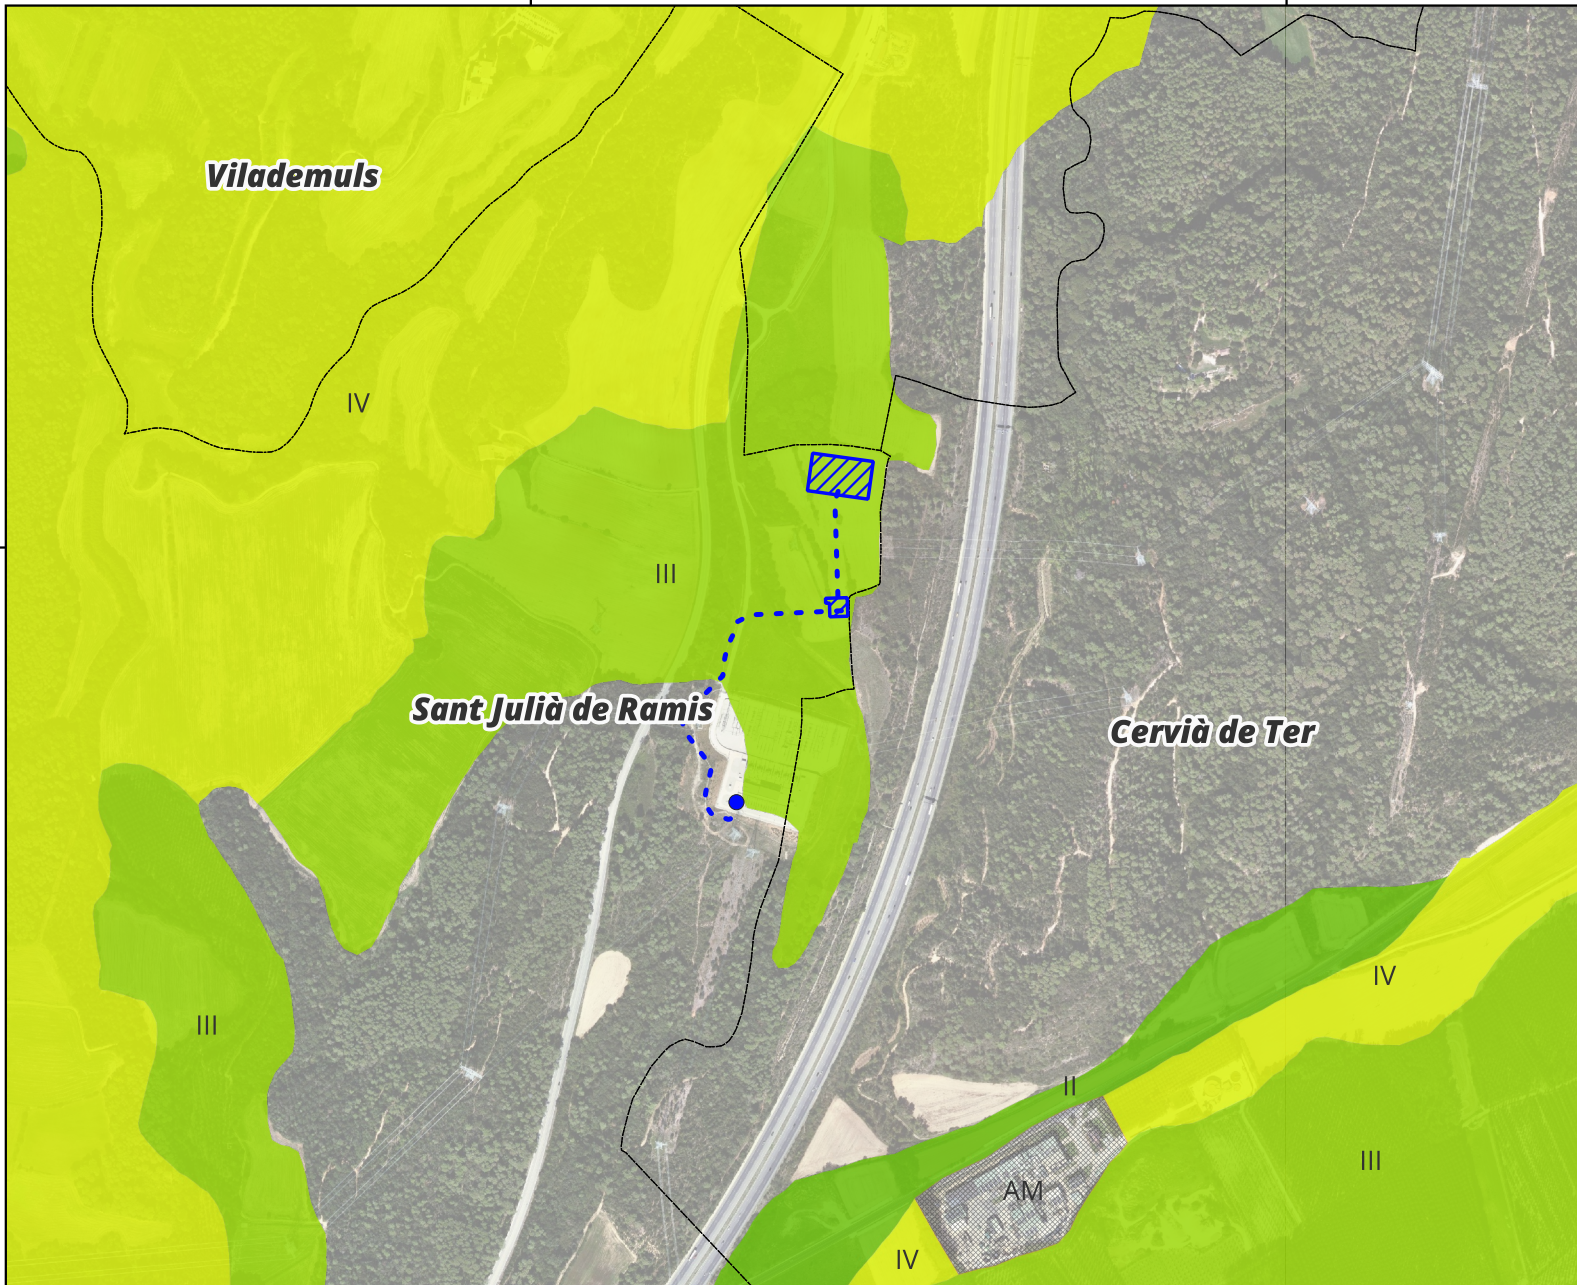 Vilademuls
IV
III
Sant Julià de Ramis
Cervià de Ter
IV
III
II
III
AM
IV